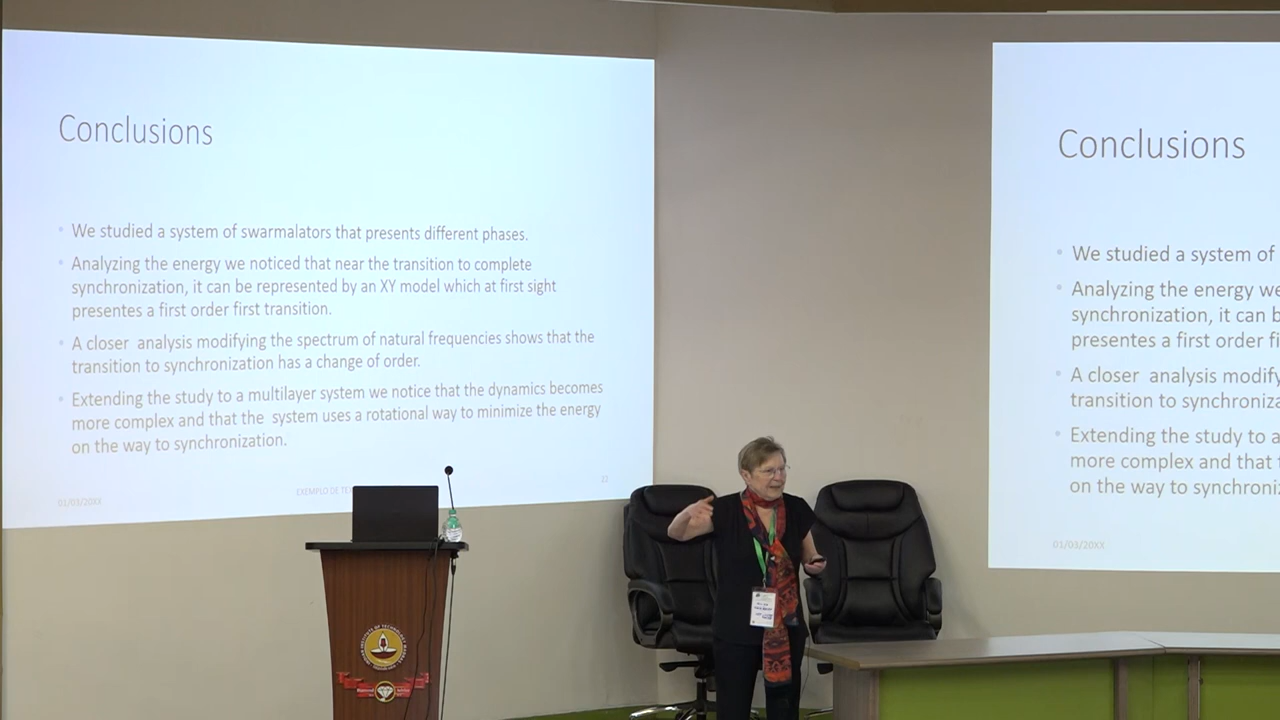 Conclusions
We studied a system of swarmalators that presents different phases.
Analyzing the energy we noticed that near the transition to complete
synchronization, it can be represented by an XY model which at first sight
presentes a first order first transition.
A closer analysis modifying the spectrum of natural frequencies shows that the
transition to synchronization has a change of order.
Extending the study to a multilayer system we notice that the dynamics becomes
more complex and that the system uses a rotational way to minimize the energy
on the way to synchronization.
01/03/20XX
EXEMPLO DE
22
Conclusions
We studied a system of
Analyzing the energy we
synchronization, it can
presentes a first order
A closer analysis
transition to
Extending the study to a
more complex and that
on the way to
01/03/20XX
INSTITUTE OF TECHNOLOGY